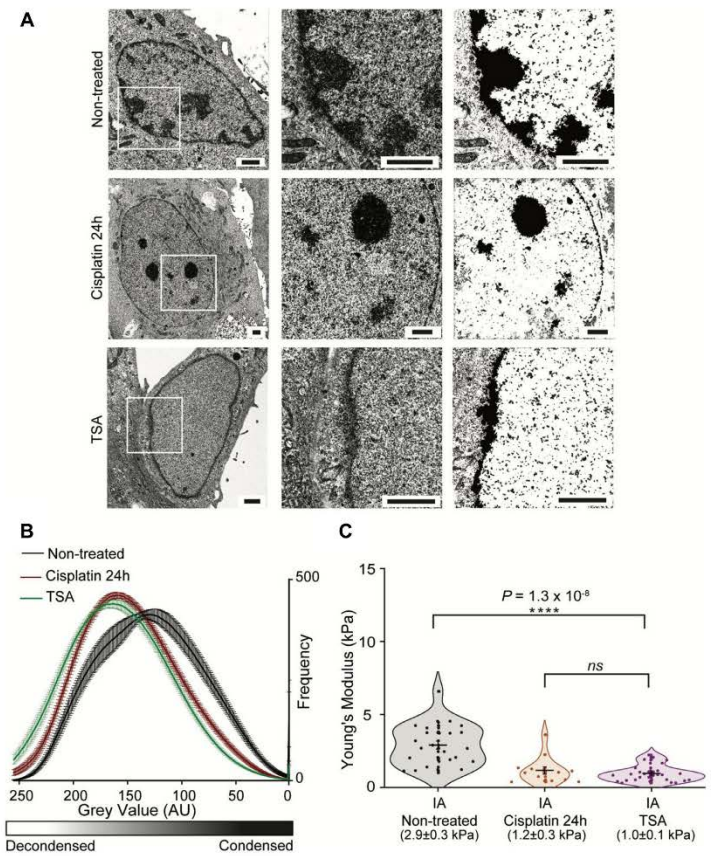 A
Non-treated
Cisplatin 24h
TSA
B
Non-treated
Cisplatin 24h
TSA
500
Frequency
0
250 200 150 100 50 0
Grey Value (AU)
Decondensed Condensed
C
P = 1.3 x 10-8
****
ns
15
10
5
0
Young's Modulus (kPa)
IA IA IA
Non-treated Cisplatin 24h TSA
(2.9±0.3 kPa) (1.2±0.3 kPa) (1.0±0.1 kPa)